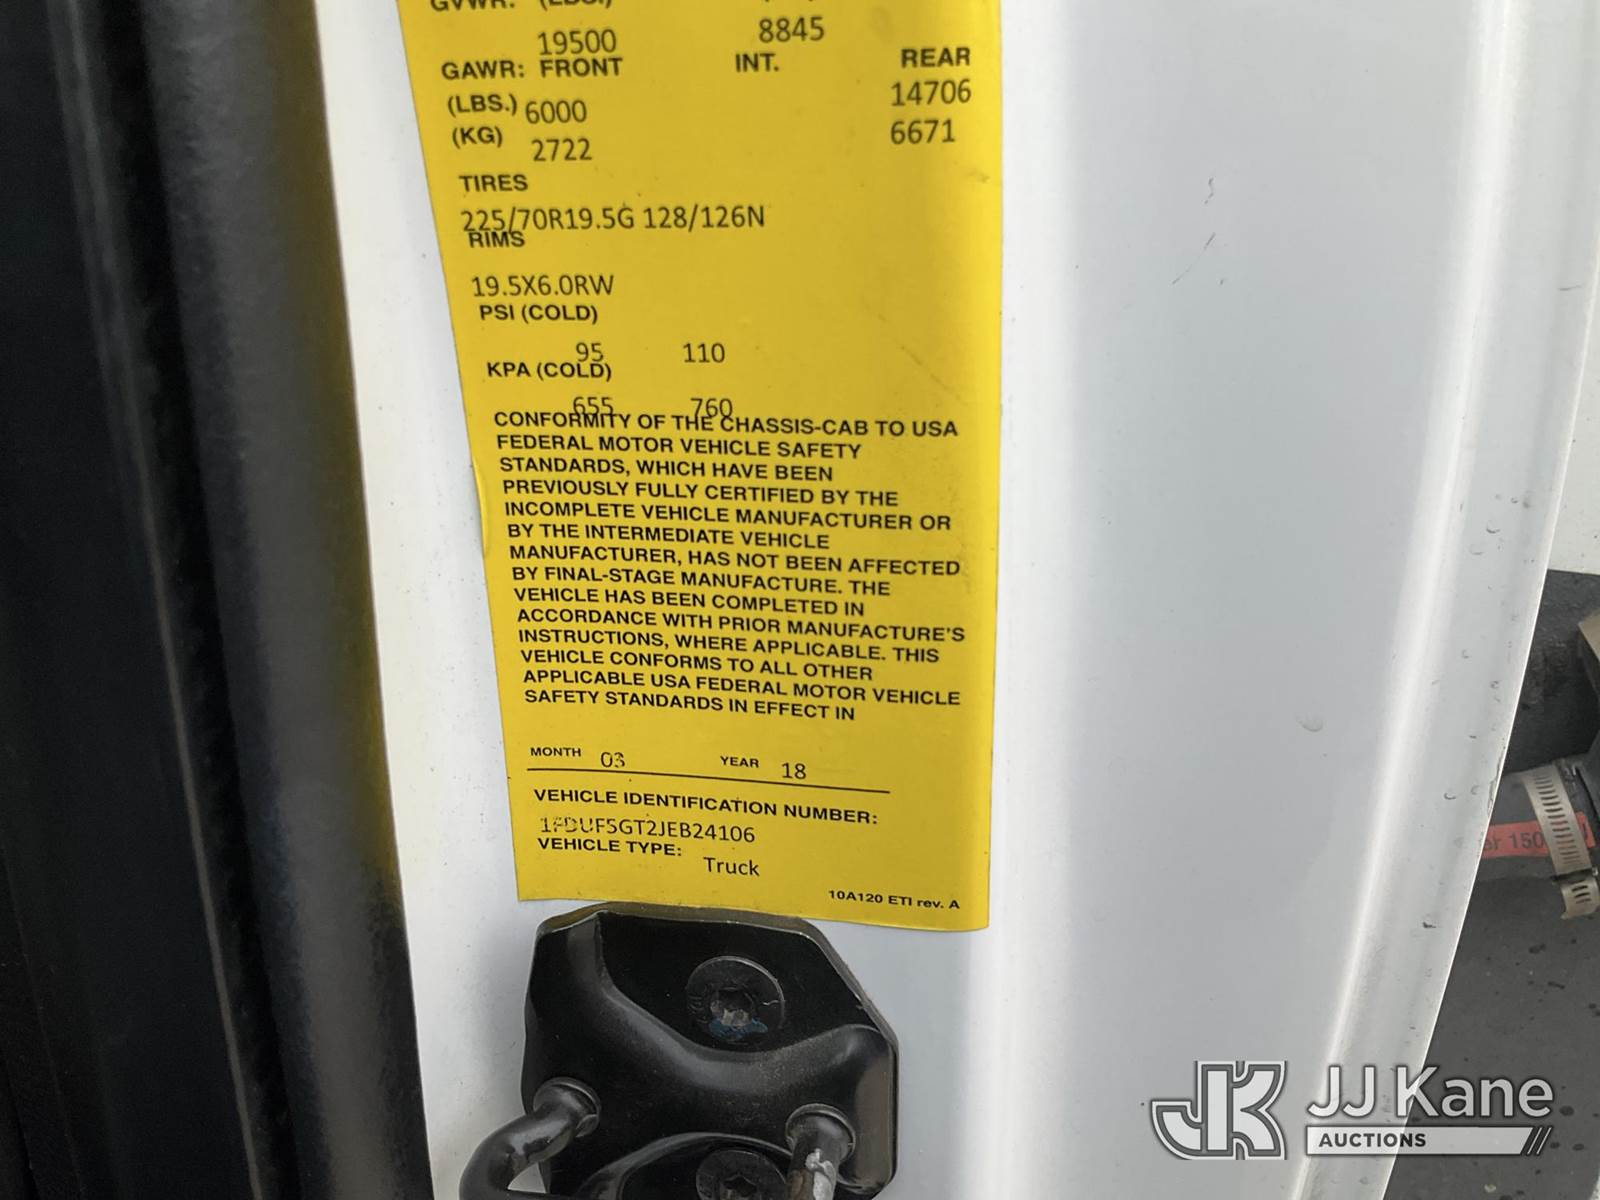 GVWR: (LBS.)
19500 8845
GAWR: FRONT INT. REAR
(LBS.) 6000 14706
(KG) 2722 6671
TIRES
225/70R19.5G 128/126N
RIMS
19.5X6.0RW
PSI (COLD)
95 110
KPA (COLD)
655 760
CONFORMITY OF THE CHASSIS-CAB TO USA
FEDERAL MOTOR VEHICLE SAFETY
STANDARDS, WHICH HAVE BEEN
PREVIOUSLY FULLY CERTIFIED BY THE
INCOMPLETE VEHICLE MANUFACTURER OR
BY THE INTERMEDIATE VEHICLE
MANUFACTURER, HAS NOT BEEN AFFECTED
BY FINAL-STAGE MANUFACTURE. THE
VEHICLE HAS BEEN COMPLETED IN
ACCORDANCE WITH PRIOR MANUFACTURE'S
INSTRUCTIONS, WHERE APPLICABLE. THIS
VEHICLE CONFORMS TO ALL OTHER
APPLICABLE USA FEDERAL MOTOR VEHICLE
SAFETY STANDARDS IN EFFECT IN
MONTH 03 YEAR 18
VEHICLE IDENTIFICATION NUMBER:
1FDUF5GT2JEB24106
VEHICLE TYPE:
Truck
10A120 ETI rev. A
JK JJ Kane
AUCTIONS